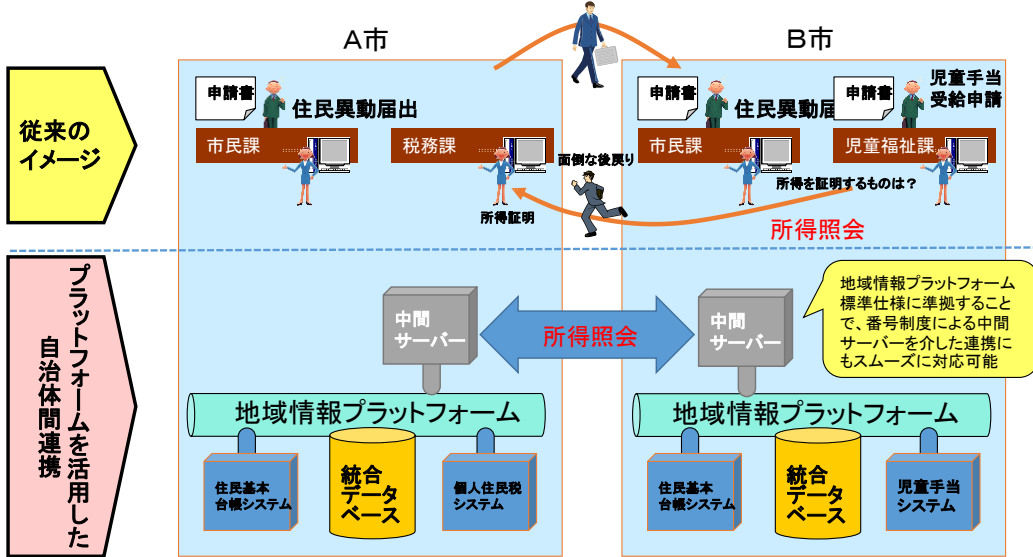 A市
B市
従来の
イメージ
申請書
住民異動届出
市民課
税務課
所得証明
面倒な後戻り
申請書
住民異動届出
市民課
申請書
児童手当
受給申請
児童福祉課
所得を証明するものは？
所得照会
プラットフォームを活用した
自治体間連携
中間
サーバー
所得照会
中間
サーバー
地域情報プラットフォーム
標準仕様に準拠すること
で、番号制度による中間
サーバーを介した連携に
もスムーズに対応可能
地域情報プラットフォーム
住民基本
台帳システム
統合
データ
ベース
個人住民税
システム
地域情報プラットフォーム
住民基本
台帳システム
統合
データ
ベース
児童手当
システム